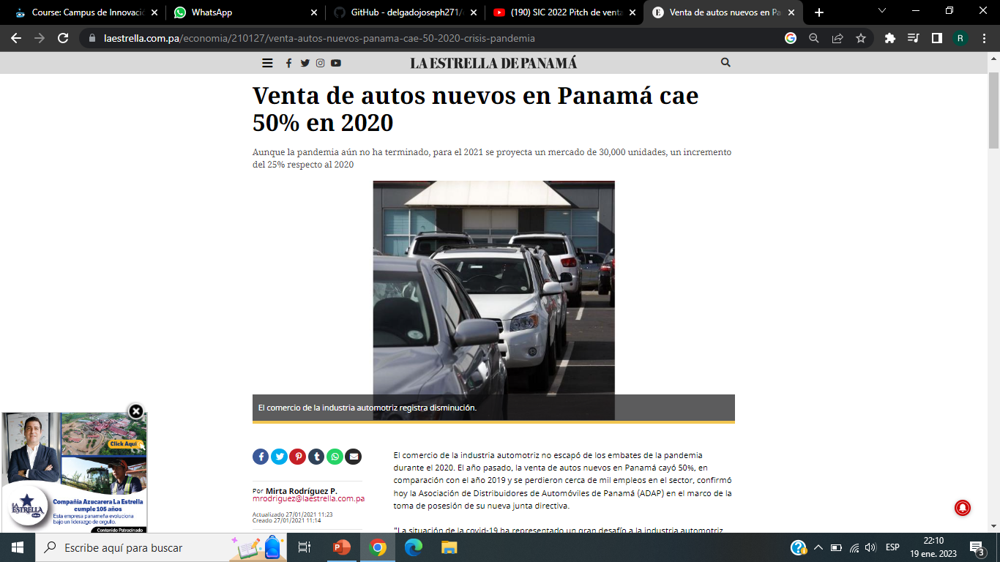 Course: Campus de Innovació
WhatsApp
GitHub - delgadojoseph271/
(190) SIC 2022 Pitch de venta
Venta de autos nuevos en Pa
laestrella.com.pa/economia/210127/venta-autos-nuevos-panama-cae-50-2020-crisis-pandemia
R
LA ESTRELLA DE PANAMÁ
Venta de autos nuevos en Panamá cae
50% en 2020
Aunque la pandemia aún no ha terminado, para el 2021 se proyecta un mercado de 30,000 unidades, un incremento
del 25% respecto al 2020
El comercio de la industria automotriz registra disminución.
Click Aquí
LA ESTRELLA
Compañía Azucarera La Estrella
cumple 105 años
Esta empresa panameña evoluciona
bajo un liderazgo de orgullo.
Contenido Patrocinado
Por Mirta Rodríguez P.
mrodriguez@laestrella.com.pa
Actualizado 27/01/2021 11:23
Creado 27/01/2021 11:14
El comercio de la industria automotriz no escapó de los embates de la pandemia
durante el 2020. El año pasado, la venta de autos nuevos en Panamá cayó 50%, en
comparación con el año 2019 y se perdieron cerca de mil empleos en el sector, confirmó
hoy la Asociación de Distribuidores de Automóviles de Panamá (ADAP) en el marco de la
toma de posesión de su nueva junta directiva.
"La situación de la covid-19 ha representado un gran desafío a la industria automotriz
Escribe aquí para buscar
ESP
22:10
19 ene. 2023
3